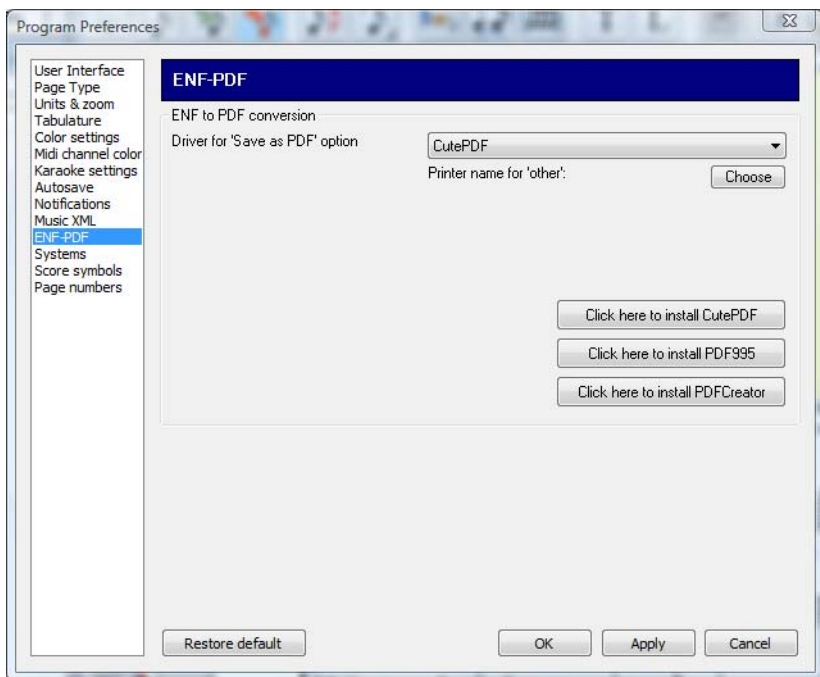 Program Preferences
User Interface
Page Type
Units & zoom
Tabulature
Color settings
Midi channel color
Karaoke settings
Autosave
Notifications
Music XML
ENF-PDF
Systems
Score symbols
Page numbers
ENF-PDF
ENF to PDF conversion
Driver for 'Save as PDF' option
CutePDF
Printer name for 'other':
Choose
Click here to install CutePDF
Click here to install PDF995
Click here to install PDFCreator
Restore default
OK
Apply
Cancel